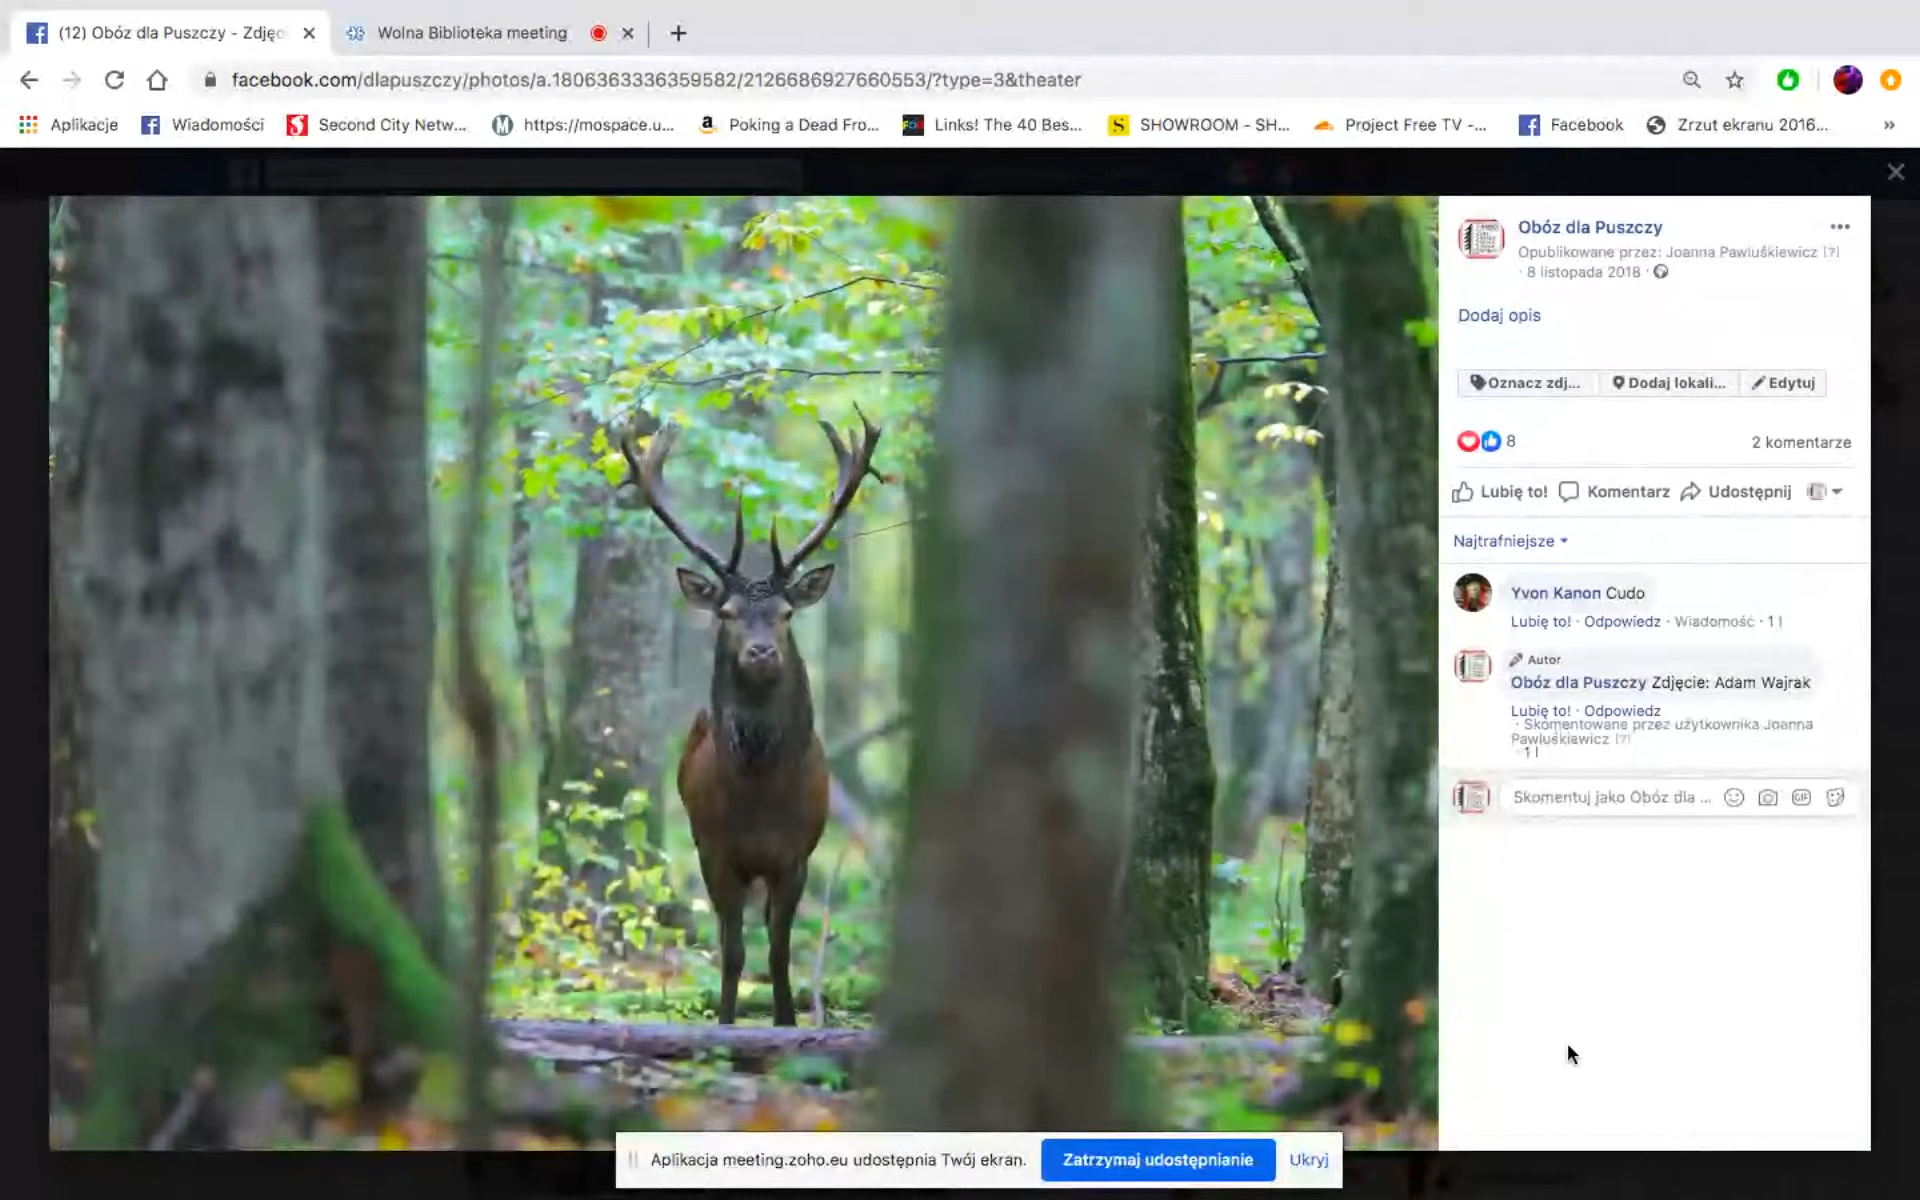 (12) Obóz dla Puszczy - Zdjęc
Wolna Biblioteka meeting
facebook.com/dlapuszczy/photos/a.1806363336359582/2126686927660553/?type=3&theater
Aplikacje
Wiadomości
Second City Netw...
https://mospace.u...
Poking a Dead Fro...
Links! The 40 Bes...
SHOWROOM - SH...
Project Free TV -...
Facebook
Zrzut ekranu 2016...
Obóz dla Puszczy
Opublikowane przez: Joanna Pawluśkiewicz [?]
· 8 listopada 2018 ·
Dodaj opis
Oznacz zdj...
Dodaj lokali...
Edytuj
8
2 komentarze
Lubię to!
Komentarz
Udostępnij
Najtrafniejsze
Yvon Kanon Cudo
Lubię to! · Odpowiedz · Wiadomość · 1 l
Autor
Obóz dla Puszczy Zdjęcie: Adam Wajrak
Lubię to! · Odpowiedz
· Skomentowane przez użytkownika Joanna
Pawluśkiewicz [?]
· 1 l
Skomentuj jako Obóz dla ...
GIF
Aplikacja meeting.zoho.eu udostępnia Twój ekran.
Zatrzymaj udostępnianie
Ukryj